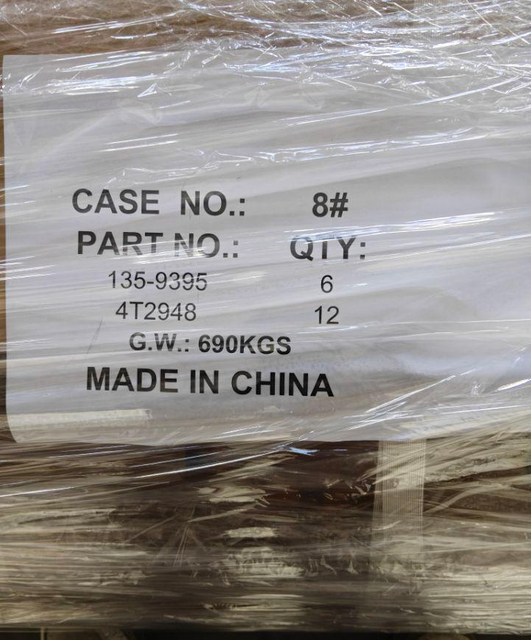 CASE NO.: 8#
PART NO.: QTY:
135-9395 6
4T2948 12
G.W.: 690KGS
MADE IN CHINA